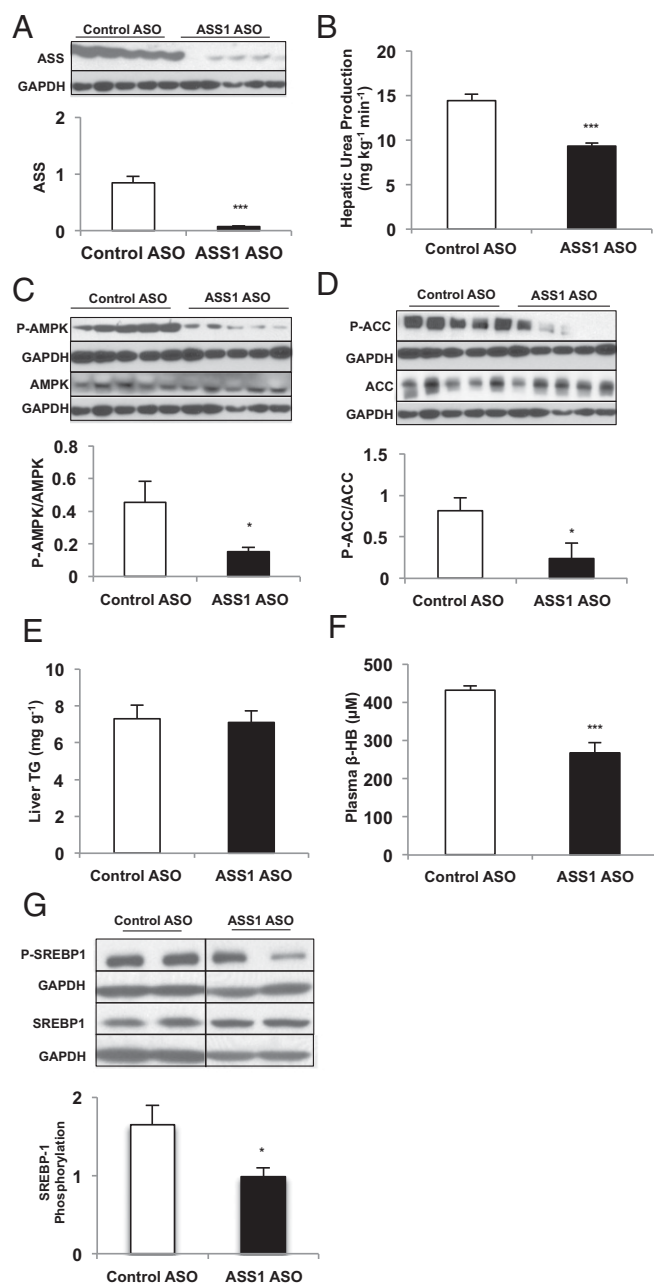 A
Control ASO ASS1 ASO
ASS
GAPDH
2
1
0
ASS
***
Control ASO ASS1 ASO
B
20
15
10
5
0
Hepatic Urea Production
(mg kg⁻¹ min⁻¹)
***
Control ASO ASS1 ASO
C
Control ASO ASS1 ASO
P-AMPK
GAPDH
AMPK
GAPDH
0.8
0.6
0.4
0.2
0
P-AMPK/AMPK
*
Control ASO ASS1 ASO
D
Control ASO ASS1 ASO
P-ACC
GAPDH
ACC
GAPDH
1.5
1
0.5
0
P-ACC/ACC
*
Control ASO ASS1 ASO
E
10
8
6
4
2
0
Liver TG (mg g⁻¹)
Control ASO ASS1 ASO
F
500
400
300
200
100
0
Plasma β-HB (µM)
***
Control ASO ASS1 ASO
G
Control ASO ASS1 ASO
P-SREBP1
GAPDH
SREBP1
GAPDH
2
1
0
SREBP-1
Phosphorylation
*
Control ASO ASS1 ASO